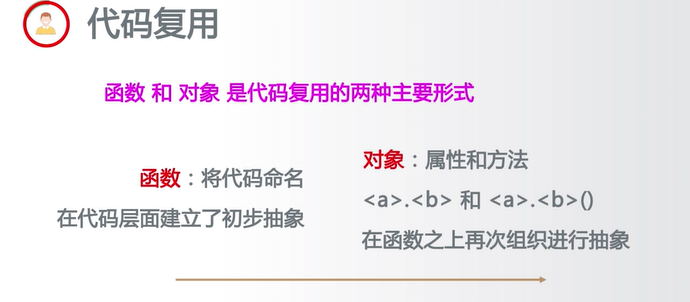 代码复用
函数 和 对象 是代码复用的两种主要形式
函数：将代码命名
在代码层面建立了初步抽象
对象：属性和方法
<a>.<b> 和 <a>.<b>()
在函数之上再次组织进行抽象